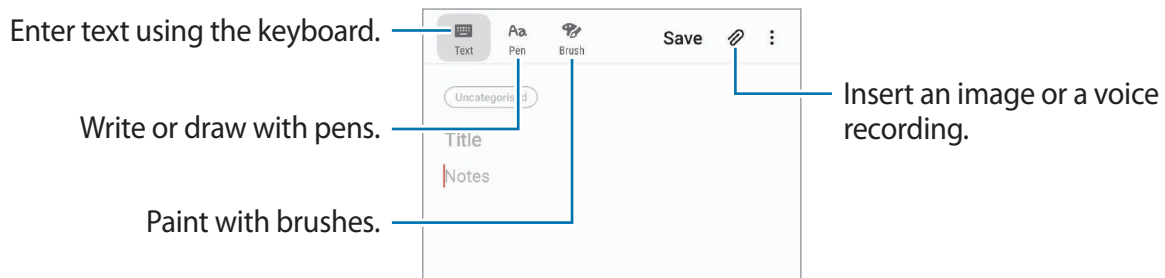 Enter text using the keyboard.
Text
Aa
Pen
Brush
Save
Insert an image or a voice
recording.
Uncategorised
Write or draw with pens.
Title
Notes
Paint with brushes.